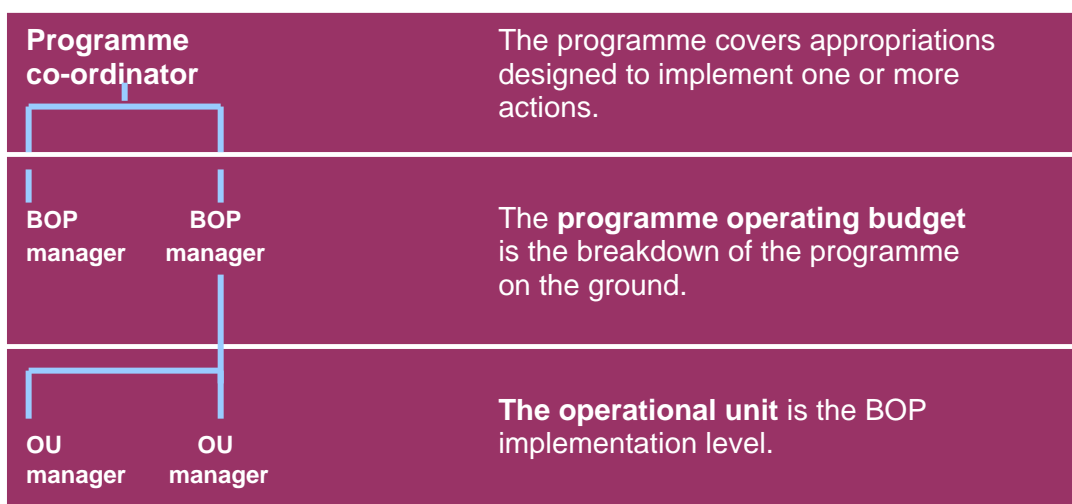 Programme
co-ordinator
The programme covers appropriations
designed to implement one or more
actions.
BOP
manager
BOP
manager
The programme operating budget
is the breakdown of the programme
on the ground.
OU
manager
OU
manager
The operational unit is the BOP
implementation level.